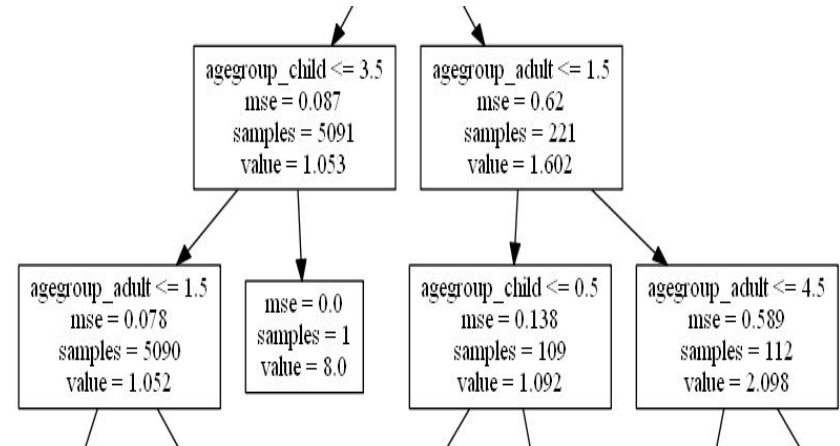 agegroup_child <= 3.5
mse = 0.087
samples = 5091
value = 1.053
agegroup_adult <= 1.5
mse = 0.62
samples = 221
value = 1.602
agegroup_adult <= 1.5
mse = 0.078
samples = 5090
value = 1.052
mse = 0.0
samples = 1
value = 8.0
agegroup_child <= 0.5
mse = 0.138
samples = 109
value = 1.092
agegroup_adult <= 4.5
mse = 0.589
samples = 112
value = 2.098